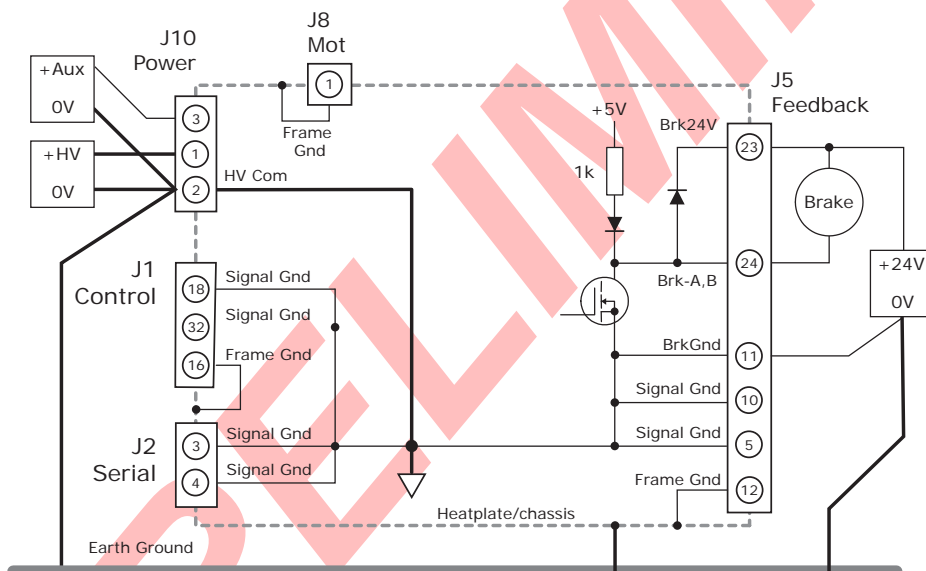 J10
Power
J8
Mot
J5
Feedback
+Aux
0V
3
1
2
+HV
0V
HV Com
1
Frame
Gnd
+5V
1k
Brk24V
23
Brake
24
Brk-A,B
+24V
0V
J1
Control
18
32
16
Signal Gnd
Signal Gnd
Frame Gnd
BrkGnd
11
Signal Gnd
10
Signal Gnd
5
Frame Gnd
12
J2
Serial
3
4
Signal Gnd
Signal Gnd
Heatplate/chassis
Earth Ground